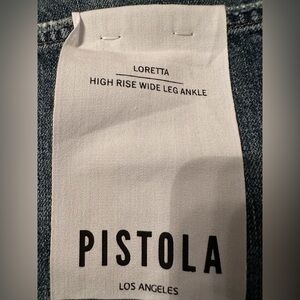 LORETTA
HIGH RISE WIDE LEG ANKLE
PISTOLA
LOS ANGELES